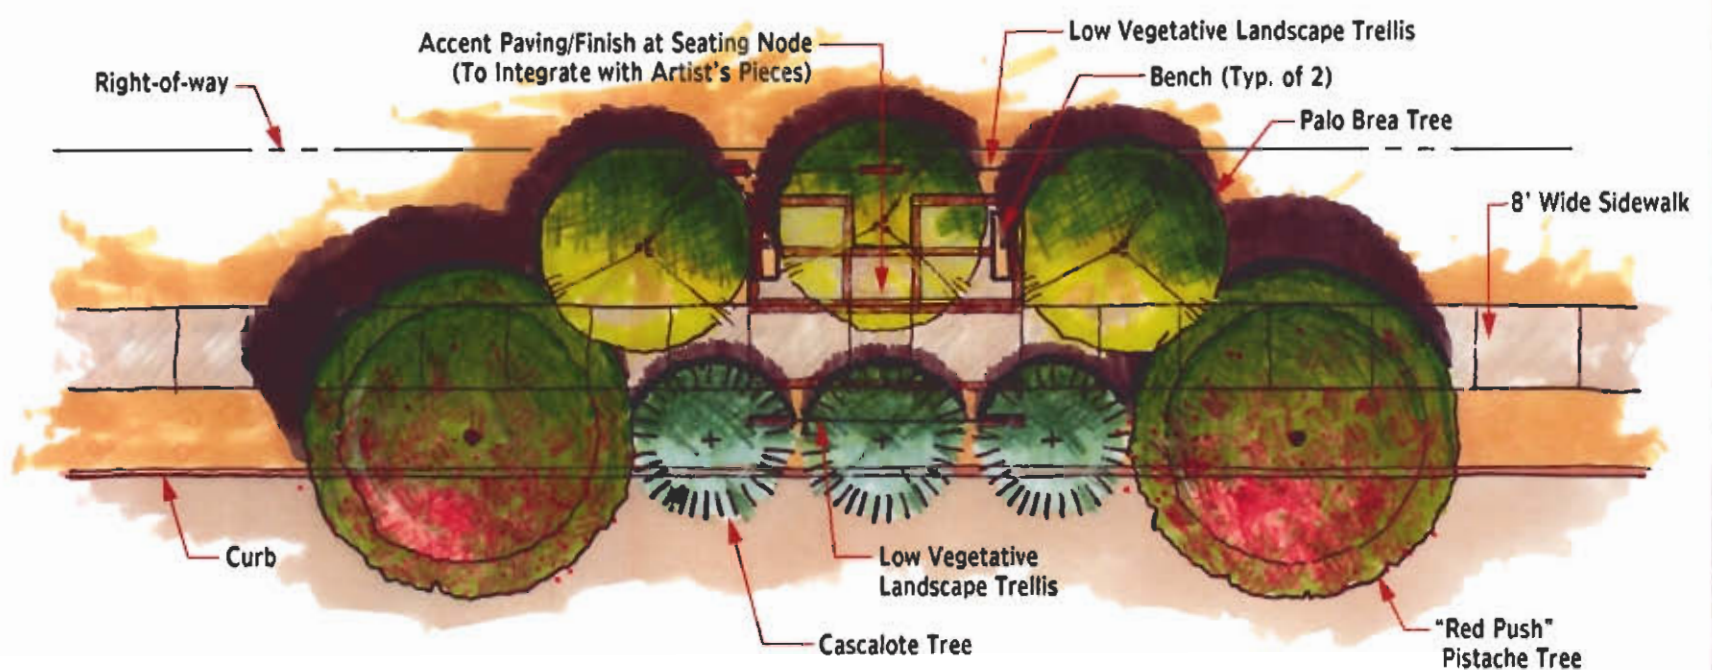 Accent Paving/Finish at Seating Node
(To Integrate with Artist's Pieces)
Low Vegetative Landscape Trellis
Right-of-way
Bench (Typ. of 2)
Palo Brea Tree
8' Wide Sidewalk
Curb
Low Vegetative
Landscape Trellis
Cascalote Tree
"Red Push"
Pistache Tree